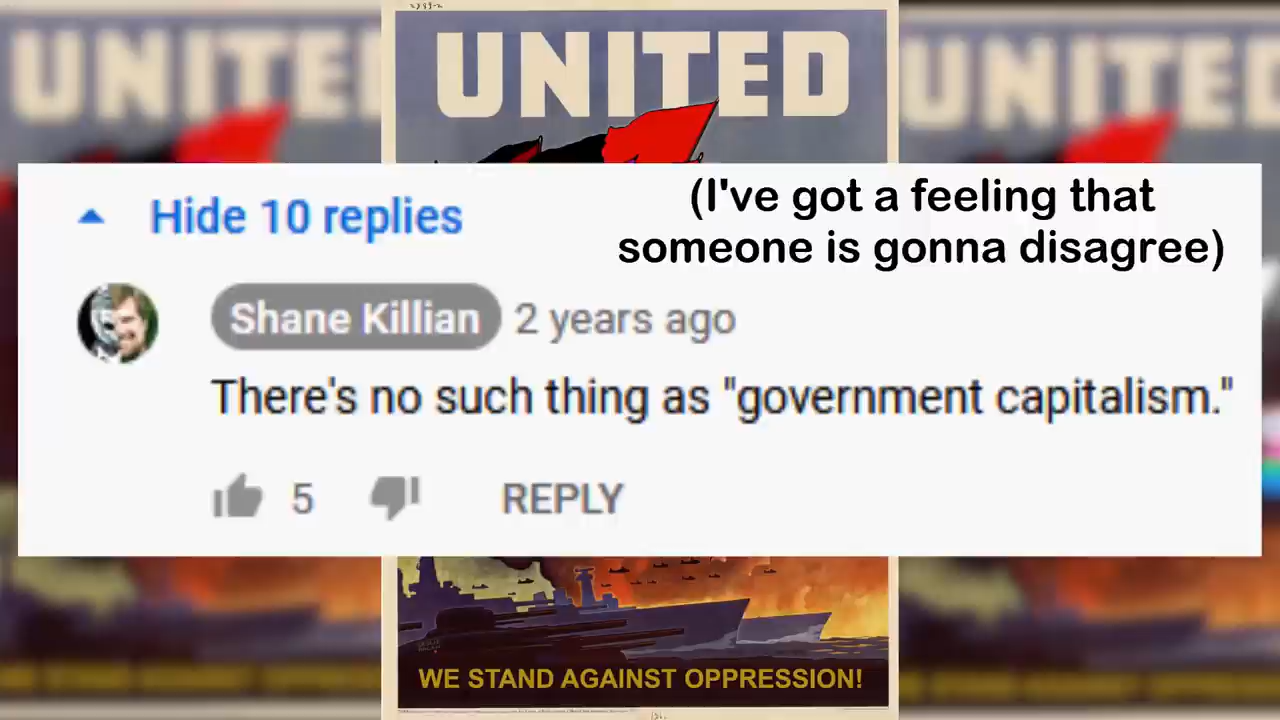 UNITED
(I've got a feeling that
someone is gonna disagree)
Hide 10 replies
Shane Killian 2 years ago
There's no such thing as "government capitalism."
5 REPLY
WE STAND AGAINST OPPRESSION!